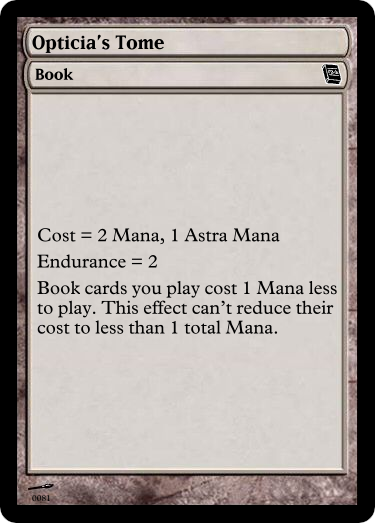 Opticia's Tome
Book
Cost = 2 Mana, 1 Astra Mana
Endurance = 2
Book cards you play cost 1 Mana less
to play. This effect can't reduce their
cost to less than 1 total Mana.
0081